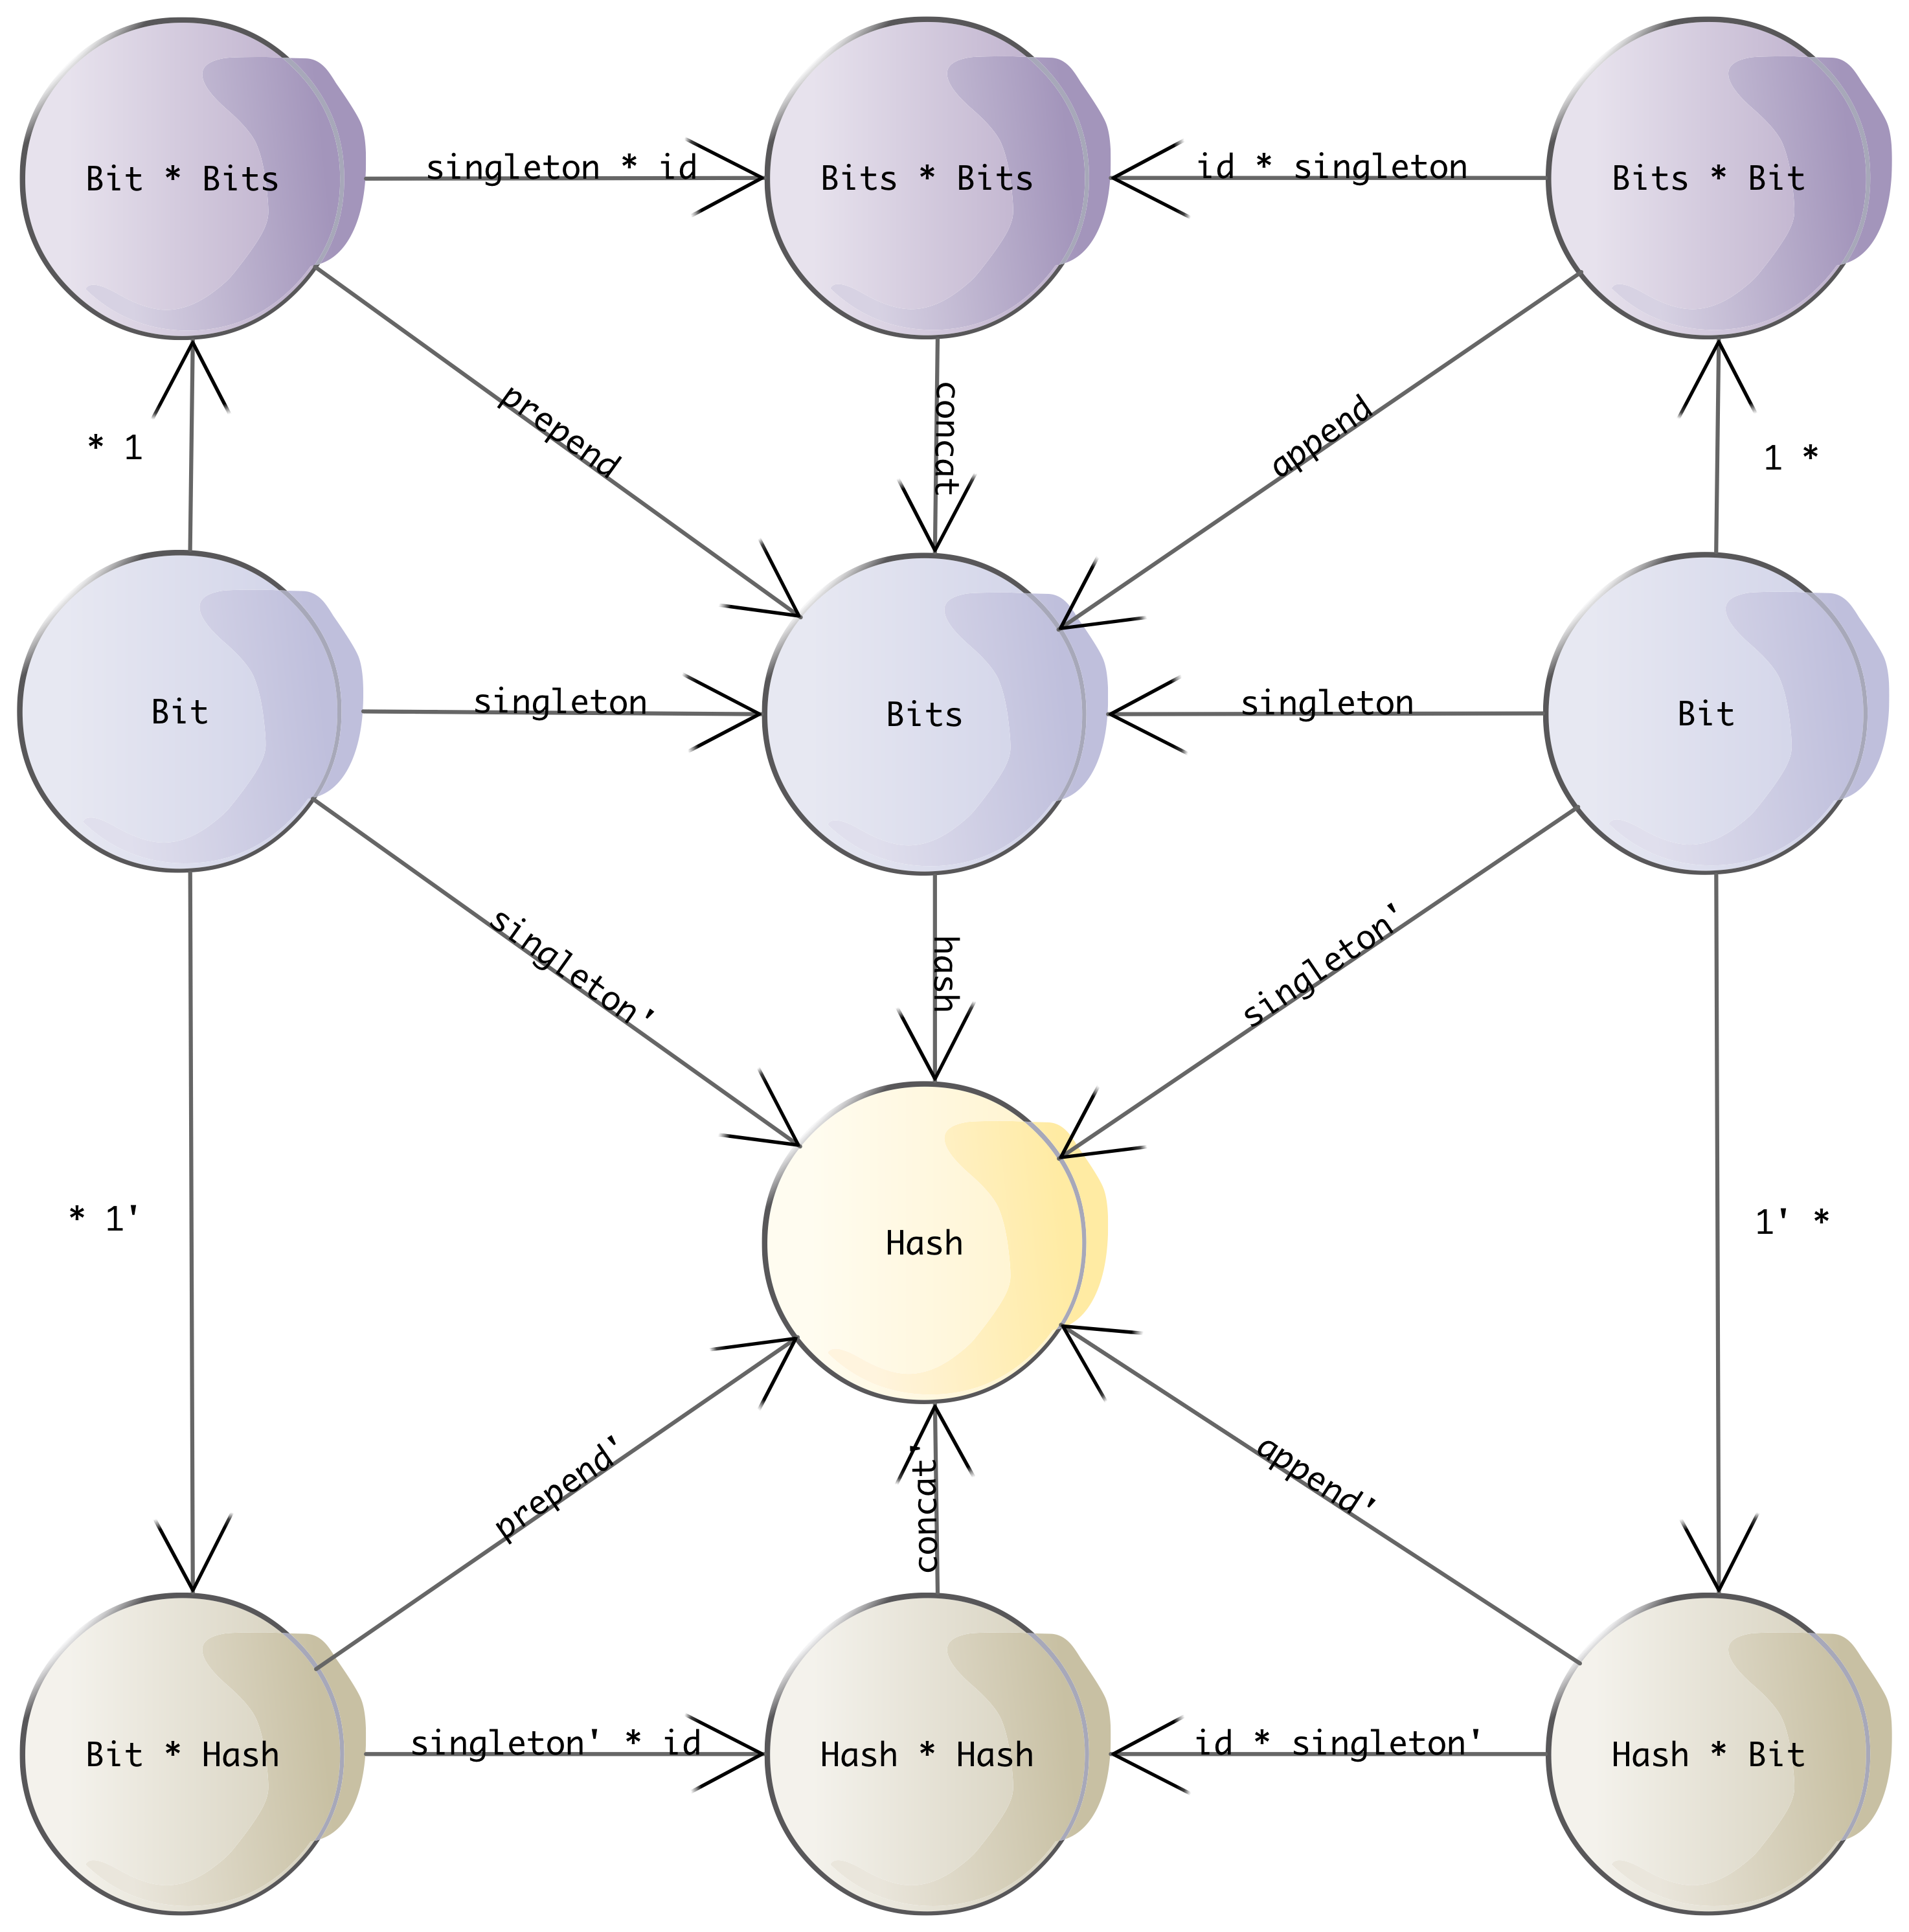 Bit * Bits
singleton * id
Bits * Bits
id * singleton
Bits * Bit
prepend
concat
append
* 1
1 *
Bit
singleton
Bits
singleton
Bit
singleton'
hash
singleton'
* 1'
Hash
1' *
prepend'
concat'
append'
Bit * Hash
singleton' * id
Hash * Hash
id * singleton'
Hash * Bit